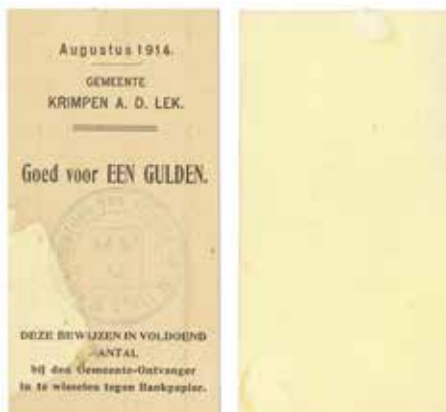 Augustus 1914.
GEMEENTE
KRIMPEN A. D. LEK.
Goed voor EEN GULDEN.
DEZE BEWIJZEN IN VOLDOEND
AANTAL
bij den Gemeente-Ontvanger
in te wisselen tegen Bankpapier.